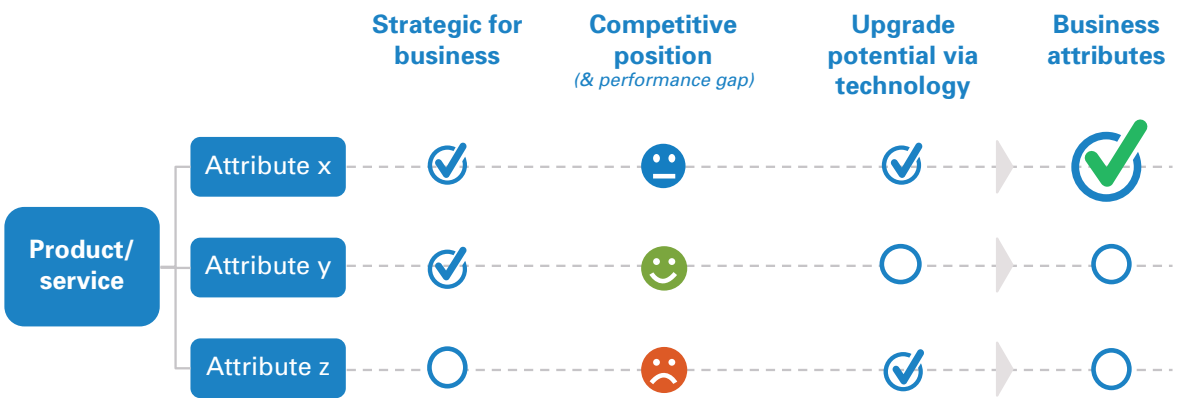 Strategic for
business
Competitive
position
(& performance gap)
Upgrade
potential via
technology
Business
attributes
Product/
service
Attribute x
Attribute y
Attribute z